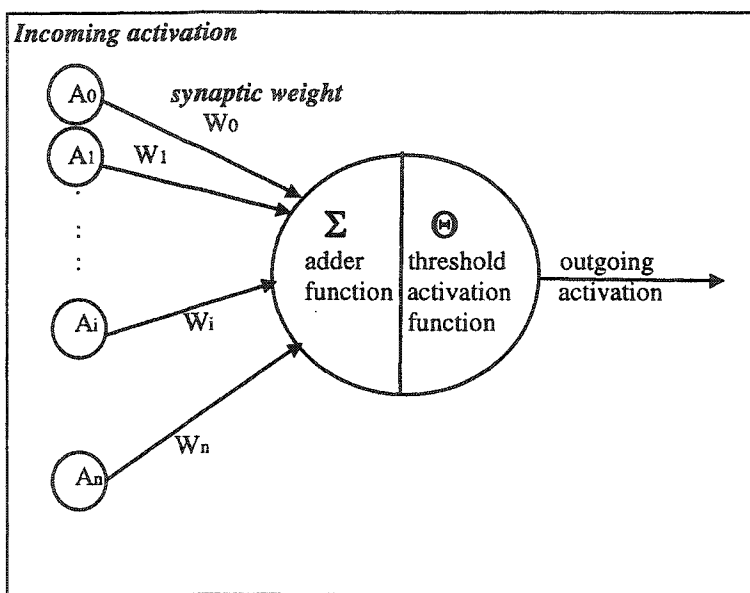 Incoming activation
A0
synaptic weight
W0
A1
W1
Σ
Θ
adder
function
threshold
activation
function
outgoing
activation
Ai
Wi
Wn
An